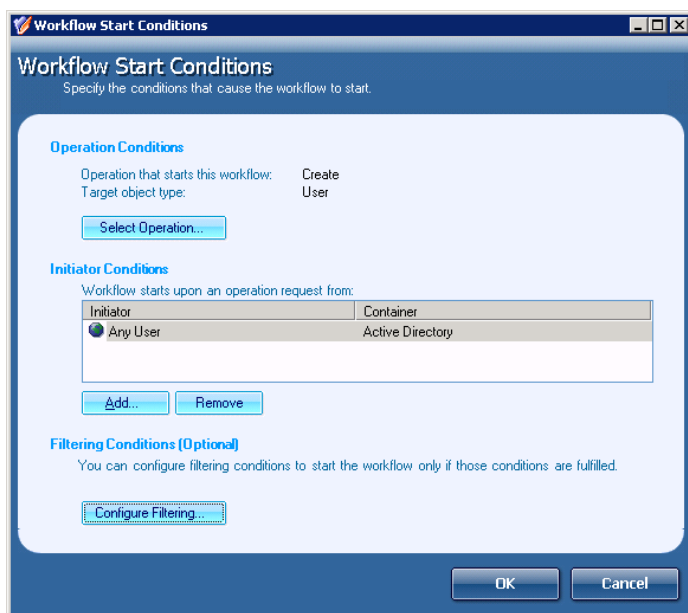 Workflow Start Conditions
Workflow Start Conditions
Specify the conditions that cause the workflow to start.
Operation Conditions
Operation that starts this workflow: Create
Target object type: User
Select Operation...
Initiator Conditions
Workflow starts upon an operation request from:
Initiator Container
Any User Active Directory
Add... Remove
Filtering Conditions (Optional)
You can configure filtering conditions to start the workflow only if those conditions are fulfilled.
Configure Filtering...
OK Cancel